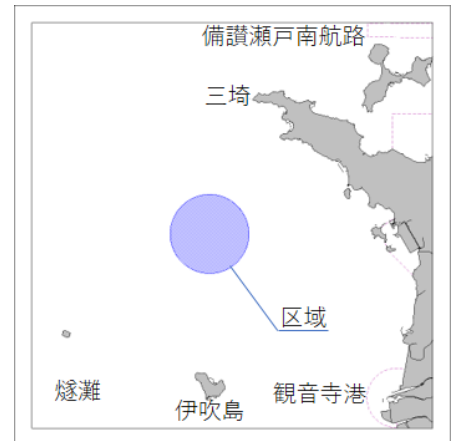 備讃瀬戸南航路
三埼
区域
燧灘
伊吹島
観音寺港